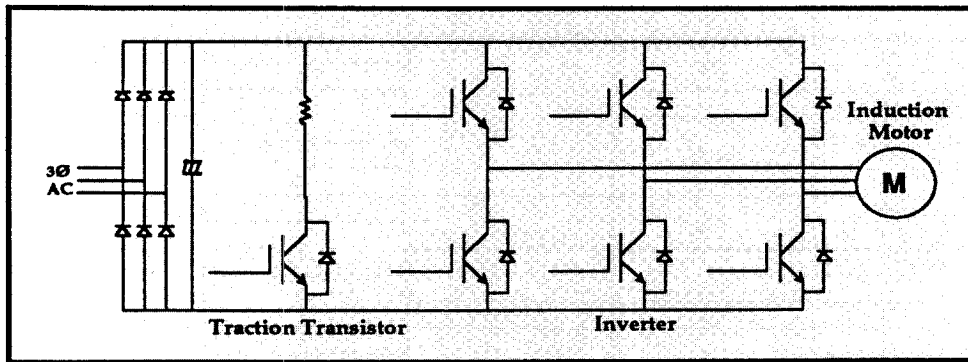 Induction
Motor
3Ø
AC
M
Traction Transistor
Inverter